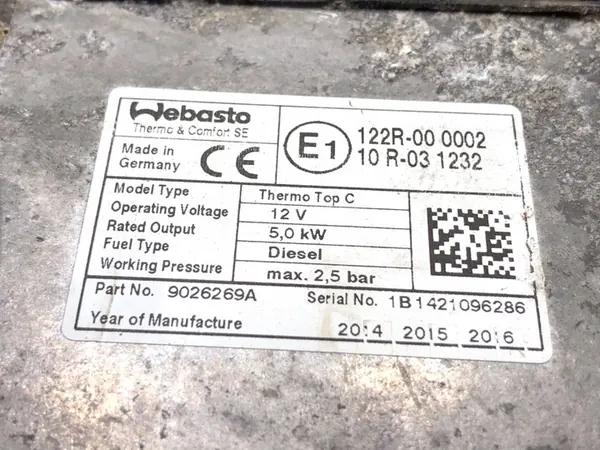 Webasto
Thermo & Comfort SE
Made in
Germany
CE
E1
122R-00 0002
10 R-03 1232
Model Type Thermo Top C
Operating Voltage 12 V
Rated Output 5,0 kW
Fuel Type Diesel
Working Pressure max. 2,5 bar
Part No. 9026269A Serial No. 1B1421096286
Year of Manufacture 2014 2015 2016